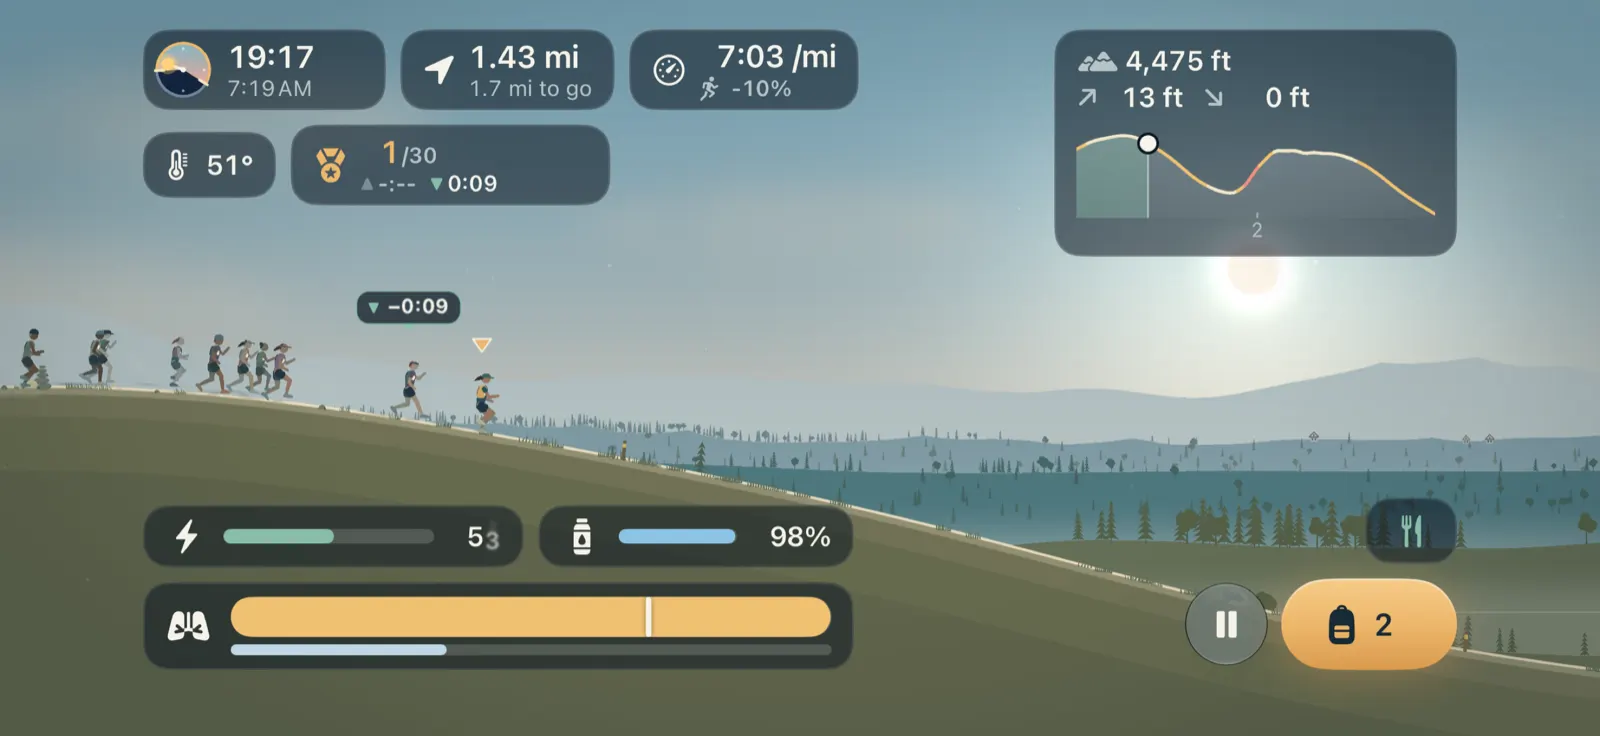 19:17
7:19 AM
1.43 mi
1.7 mi to go
7:03 /mi
-10%
4,475 ft
13 ft 0 ft
2
51°
1/30
-:-- 0:09
−0:09
98%
2